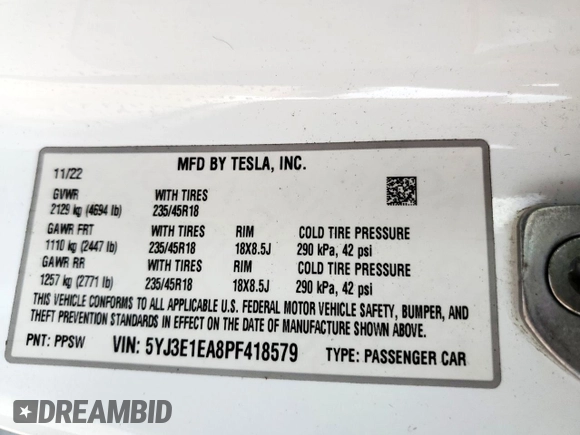 MFD BY TESLA, INC.
11/22
GVWR WITH TIRES
2129 kg (4694 lb) 235/45R18
GAWR FRT WITH TIRES RIM COLD TIRE PRESSURE
1110 kg (2447 lb) 235/45R18 18X8.5J 290 kPa, 42 psi
GAWR RR WITH TIRES RIM COLD TIRE PRESSURE
1257 kg (2771 lb) 235/45R18 18X8.5J 290 kPa, 42 psi
THIS VEHICLE CONFORMS TO ALL APPLICABLE U.S. FEDERAL MOTOR VEHICLE SAFETY, BUMPER, AND
THEFT PREVENTION STANDARDS IN EFFECT ON THE DATE OF MANUFACTURE SHOWN ABOVE.
PNT: PPSW VIN: 5YJ3E1EA8PF418579 TYPE: PASSENGER CAR
DREAMBID